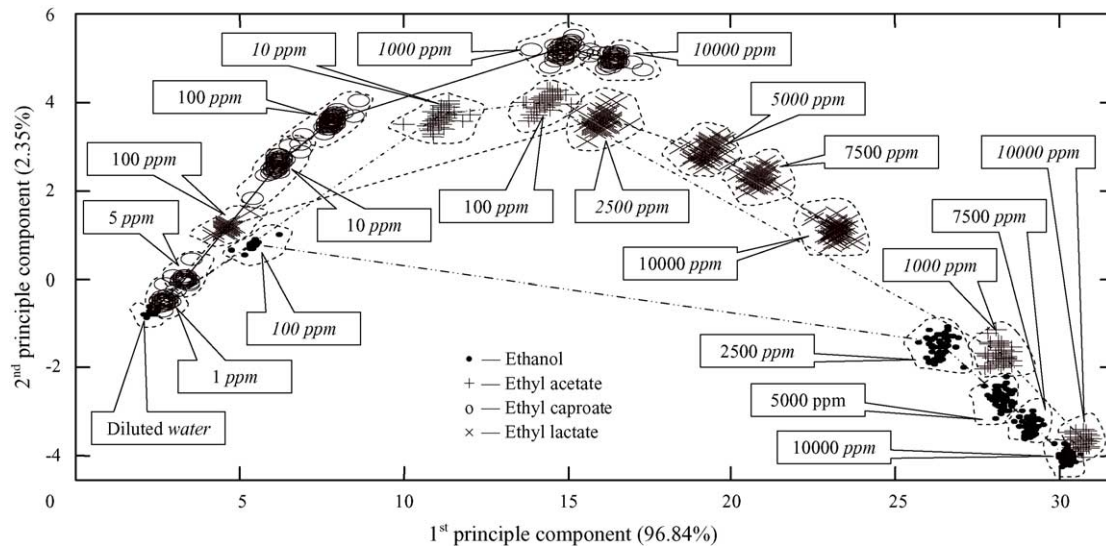 6
4
2
0
-2
-4
0
5
10
15
20
25
30
2nd principle component (2.35%)
1st principle component (96.84%)
10 ppm
1000 ppm
10000 ppm
100 ppm
5000 ppm
100 ppm
7500 ppm
10000 ppm
5 ppm
10 ppm
100 ppm
2500 ppm
7500 ppm
10000 ppm
1000 ppm
100 ppm
2500 ppm
1 ppm
5000 ppm
Diluted water
10000 ppm
● — Ethanol
+ — Ethyl acetate
o — Ethyl caproate
× — Ethyl lactate